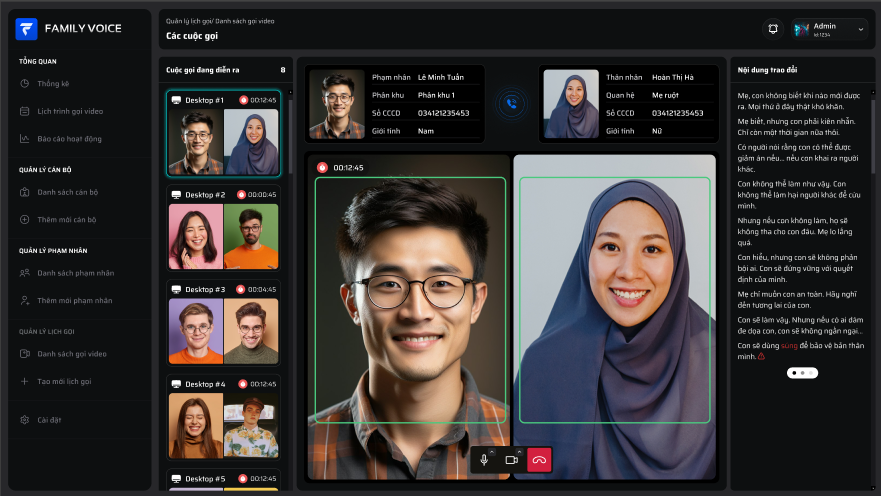 FAMILY VOICE
TỔNG QUAN
Thống kê
Lịch trình gọi video
Báo cáo hoạt động
QUẢN LÝ CÁN BỘ
Danh sách cán bộ
Thêm mới cán bộ
QUẢN LÝ PHẠM NHÂN
Danh sách phạm nhân
Thêm mới phạm nhân
QUẢN LÝ LỊCH GỌI
Danh sách gọi video
Tạo mới lịch gọi
Cài đặt
Quản lý lịch gọi/ Danh sách gọi video
Các cuộc gọi
Admin
Id:1234
Cuộc gọi đang diễn ra 8
Desktop #1 00:12:45
Desktop #2 00:00:45
Desktop #3 00:04:45
Desktop #4 00:12:45
Desktop #5 00:12:45
Phạm nhân Lê Minh Tuấn
Phân khu Phân khu 1
Số CCCD 034121235453
Giới tính Nam
Thân nhân Hoàn Thị Hà
Quan hệ Mẹ ruột
Số CCCD 034121235453
Giới tính Nữ
00:12:45
Nội dung trao đổi
Mẹ, con không biết khi nào mới được
ra. Mọi thứ ở đây thật khó khăn.
Mẹ biết, nhưng con phải kiên nhẫn.
Chỉ còn một thời gian nữa thôi.
Có người nói rằng con có thể được
giảm án nếu... nếu con khai ra người
khác.
Con không thể làm như vậy. Con
không thể làm hại người khác để cứu
mình.
Nhưng nếu con không làm, họ sẽ
không tha cho con đâu. Mẹ lo lắng
quá.
Con hiểu, nhưng con sẽ không phản
bội ai. Con sẽ đứng vững với quyết
định của mình.
Mẹ chỉ muốn con an toàn. Hãy nghĩ
đến tương lai của con.
Con sẽ làm vậy. Nhưng nếu có ai dám
đe dọa con, con sẽ không ngần ngại...
Con sẽ dùng súng để bảo vệ bản thân
mình.